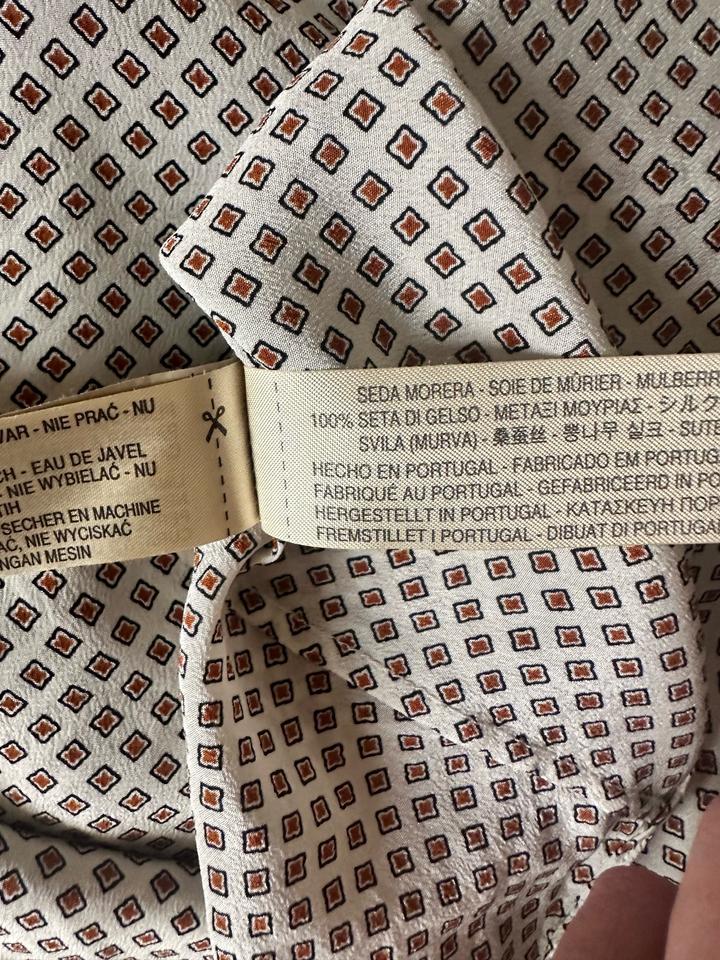 VAR - NIE PRAĆ - NU
CH - EAU DE JAVEL
- NIE WYBIELAĆ - NU
TIH
SECHER EN MACHINE
AĆ, NIE WYCISKAĆ
NGAN MESIN
SEDA MORERA - SOIE DE MÛRIER - MULBERR
100% SETA DI GELSO - ΜΕΤΑΞΙ ΜΟΥΡΙΑΣ - シルク
SVILA (MURVA) - 桑蚕丝 - 뽕나무 실크 - SUTE
HECHO EN PORTUGAL - FABRICADO EM PORTUG
FABRIQUÉ AU PORTUGAL - GEFABRICEERD IN PO
HERGESTELLT IN PORTUGAL - ΚΑΤΑΣΚΕΥΗ ΠΟΡ
FREMSTILLET I PORTUGAL - DIBUAT DI PORTUGAL